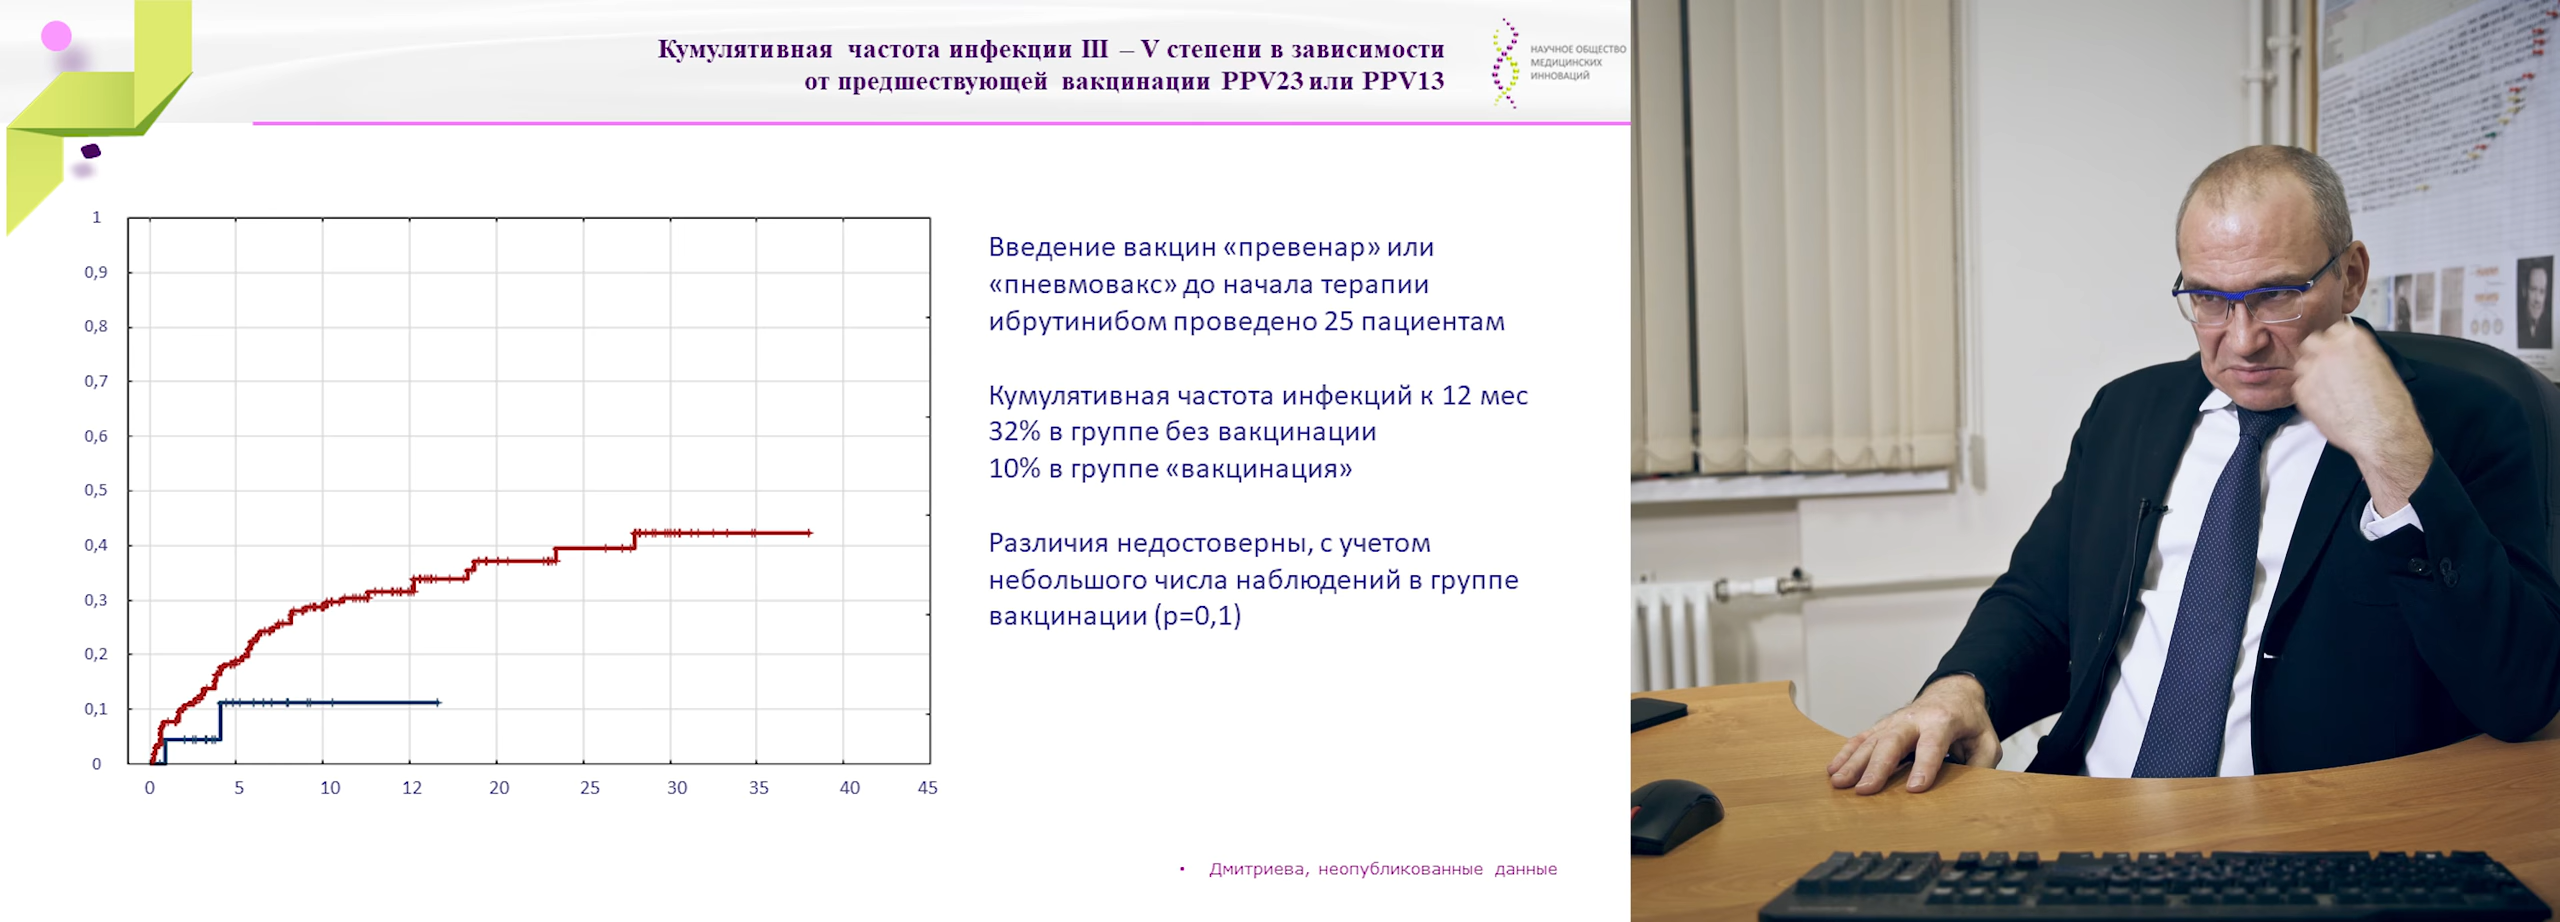 Кумулятивная частота инфекции III – V степени в зависимости
от предшествующей вакцинации PPV23 или PPV13
НАУЧНОЕ ОБЩЕСТВО
МЕДИЦИНСКИХ
ИННОВАЦИЙ
1
0,9
0,8
0,7
0,6
0,5
0,4
0,3
0,2
0,1
0
0 5 10 12 20 25 30 35 40 45
Введение вакцин «превенар» или
«пневмовакс» до начала терапии
ибрутинибом проведено 25 пациентам
Кумулятивная частота инфекций к 12 мес
32% в группе без вакцинации
10% в группе «вакцинация»
Различия недостоверны, с учетом
небольшого числа наблюдений в группе
вакцинации (p=0,1)
• Дмитриева, неопубликованные данные